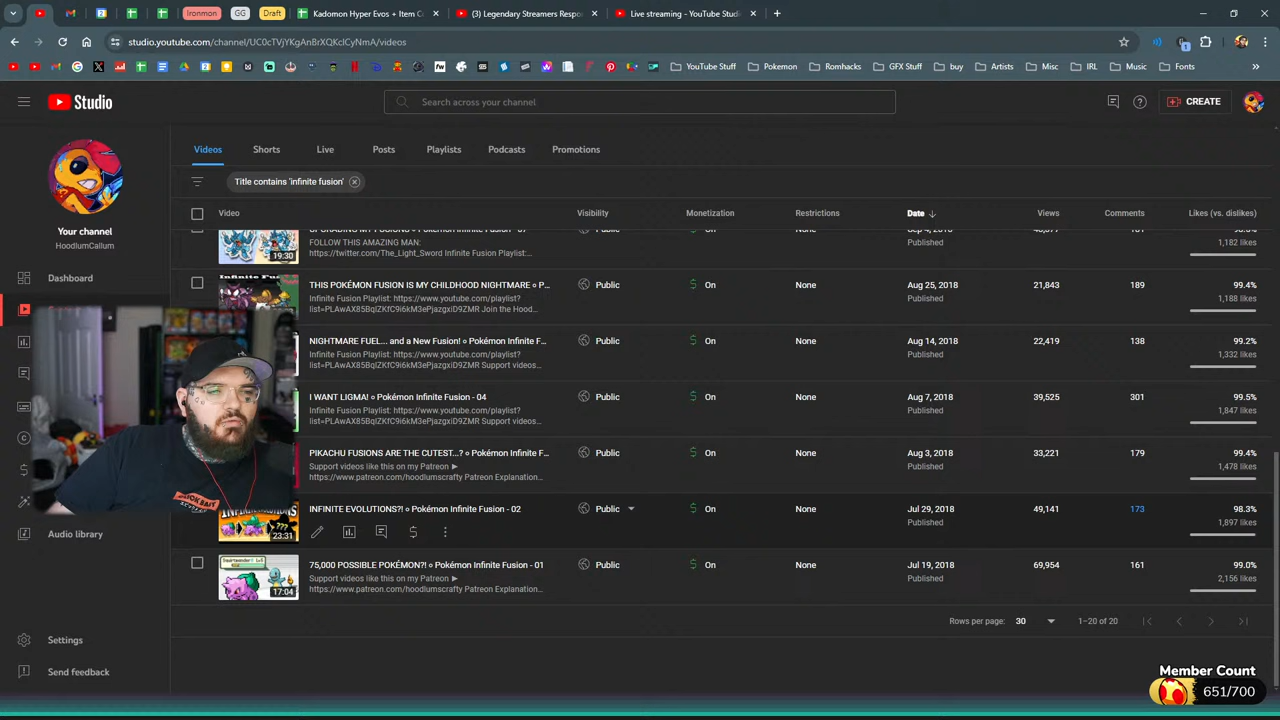 Ironmon
GG
Draft
Kadomon Hyper Evos + Item C
(3) Legendary Streamers Respo
Live streaming - YouTube Studi
studio.youtube.com/channel/UC0cTVjYKgAnBrXQKcICyNmA/videos
YouTube Stuff
Pokemon
Romhacks
GFX Stuff
buy
Artists
Misc
IRL
Music
Fonts
Studio
Search across your channel
CREATE
Videos
Shorts
Live
Posts
Playlists
Podcasts
Promotions
Title contains 'infinite fusion'
Your channel
HoodlumCallum
Dashboard
Audio library
Settings
Send feedback
Video
Visibility
Monetization
Restrictions
Date
Views
Comments
Likes (vs. dislikes)
19:30
FOLLOW THIS AMAZING MAN:
https://twitter.com/The_Light_Sword Infinite Fusion Playlist:...
Published
1,182 likes
THIS POKÉMON FUSION IS MY CHILDHOOD NIGHTMARE ⚬ P...
Infinite Fusion Playlist: https://www.youtube.com/playlist?
list=PLAwAX85BqIZKfC9i6kM3ePjazgxiD9ZMR Join the Hood...
Public
On
None
Aug 25, 2018
Published
21,843
189
99.4%
1,188 likes
NIGHTMARE FUEL... and a New Fusion! ⚬ Pokémon Infinite F...
Infinite Fusion Playlist: https://www.youtube.com/playlist?
list=PLAwAX85BqIZKfC9i6kM3ePjazgxiD9ZMR Support videos...
Public
On
None
Aug 14, 2018
Published
22,419
138
99.2%
1,332 likes
I WANT LIGMA! ⚬ Pokémon Infinite Fusion - 04
Infinite Fusion Playlist: https://www.youtube.com/playlist?
list=PLAwAX85BqIZKfC9i6kM3ePjazgxiD9ZMR Support videos...
Public
On
None
Aug 7, 2018
Published
39,525
301
99.5%
1,847 likes
PIKACHU FUSIONS ARE THE CUTEST...? ⚬ Pokémon Infinite F...
Support videos like this on my Patreon ►
https://www.patreon.com/hoodlumscrafty Patreon Explanation...
Public
On
None
Aug 3, 2018
Published
33,221
179
99.4%
1,478 likes
23:31
INFINITE EVOLUTIONS?! ⚬ Pokémon Infinite Fusion - 02
Public
On
None
Jul 29, 2018
Published
49,141
173
98.3%
1,897 likes
17:04
75,000 POSSIBLE POKÉMON?! ⚬ Pokémon Infinite Fusion - 01
Support videos like this on my Patreon ►
https://www.patreon.com/hoodlumscrafty Patreon Explanation...
Public
On
None
Jul 19, 2018
Published
69,954
161
99.0%
2,156 likes
Rows per page: 30
1–20 of 20
Member Count
651/700